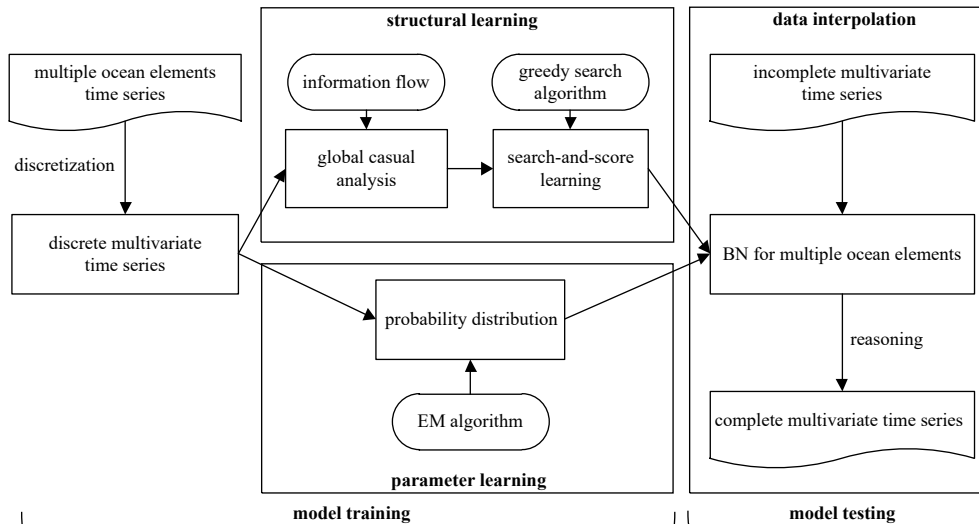 structural learning
data interpolation
multiple ocean elements
time series
information flow
greedy search
algorithm
incomplete multivariate
time series
discretization
global casual
analysis
search-and-score
learning
discrete multivariate
time series
BN for multiple ocean elements
probability distribution
reasoning
EM algorithm
complete multivariate time series
parameter learning
model training
model testing